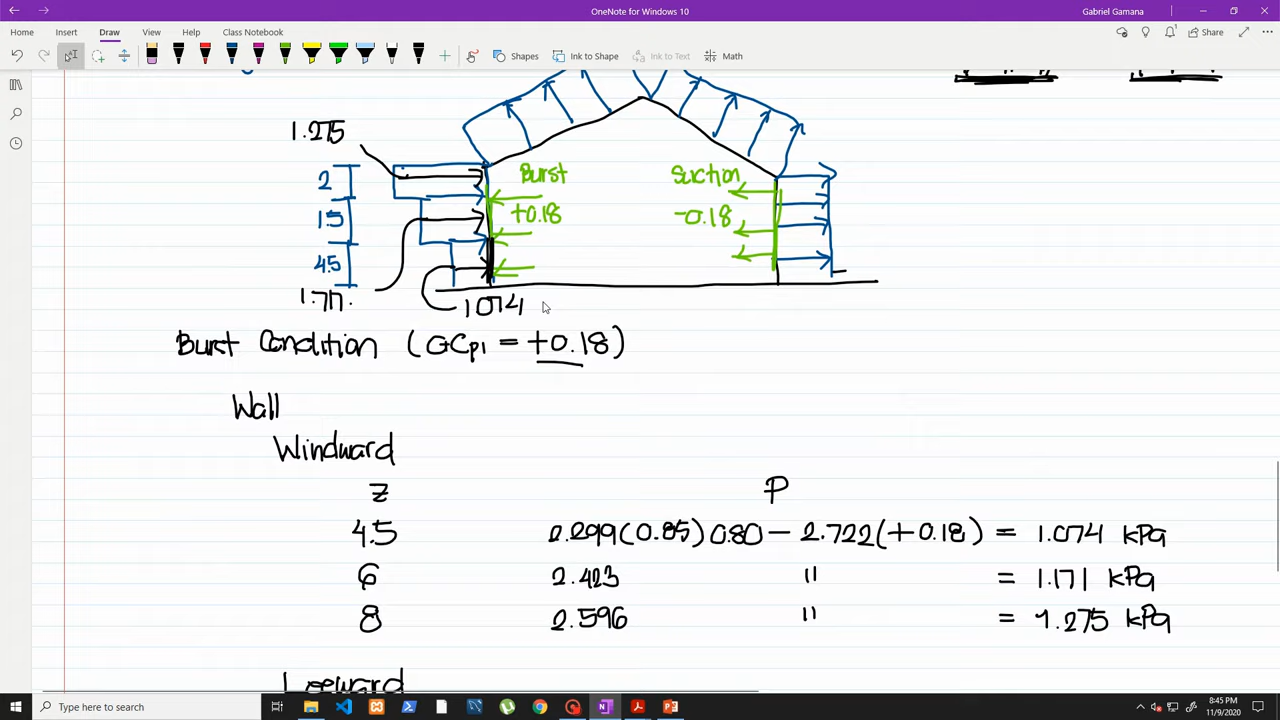 OneNote for Windows 10
Gabriel Gamana
Home Insert Draw View Help Class Notebook
Share
Shapes Ink to Shape Ink to Text Math
1.275
2
1.5
4.5
1.717.
1.074
Burst
+0.18
Suction
-0.18
Burst Condition (GCpi = +0.18)
Wall
Windward
z P
4.5 2.299(0.85)0.80 - 2.722(+0.18) = 1.074 kPa
6 2.423 " = 1.171 kPa
8 2.596 " = 1.275 kPa
Leeward
Type here to search
8:45 PM
11/9/2020